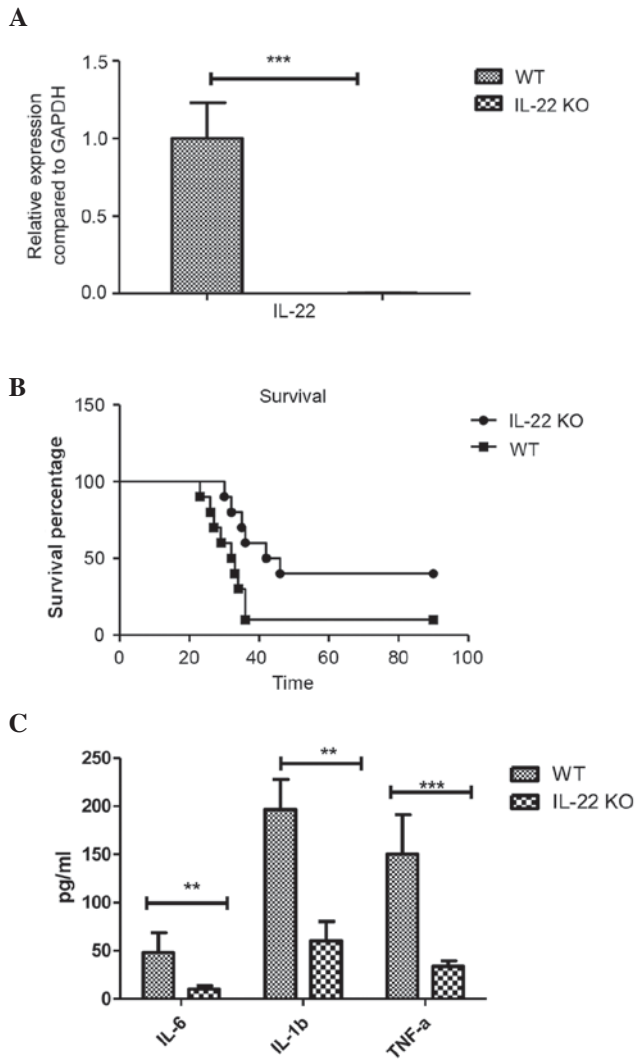 A
***
1.5
1.0
0.5
0.0
Relative expression
compared to GAPDH
IL-22
WT
IL-22 KO
B
Survival
150
100
50
0
Survival percentage
0 20 40 60 80 100
Time
IL-22 KO
WT
C
250
200
150
100
50
0
pg/ml
**
**
***
IL-6
IL-1b
TNF-a
WT
IL-22 KO